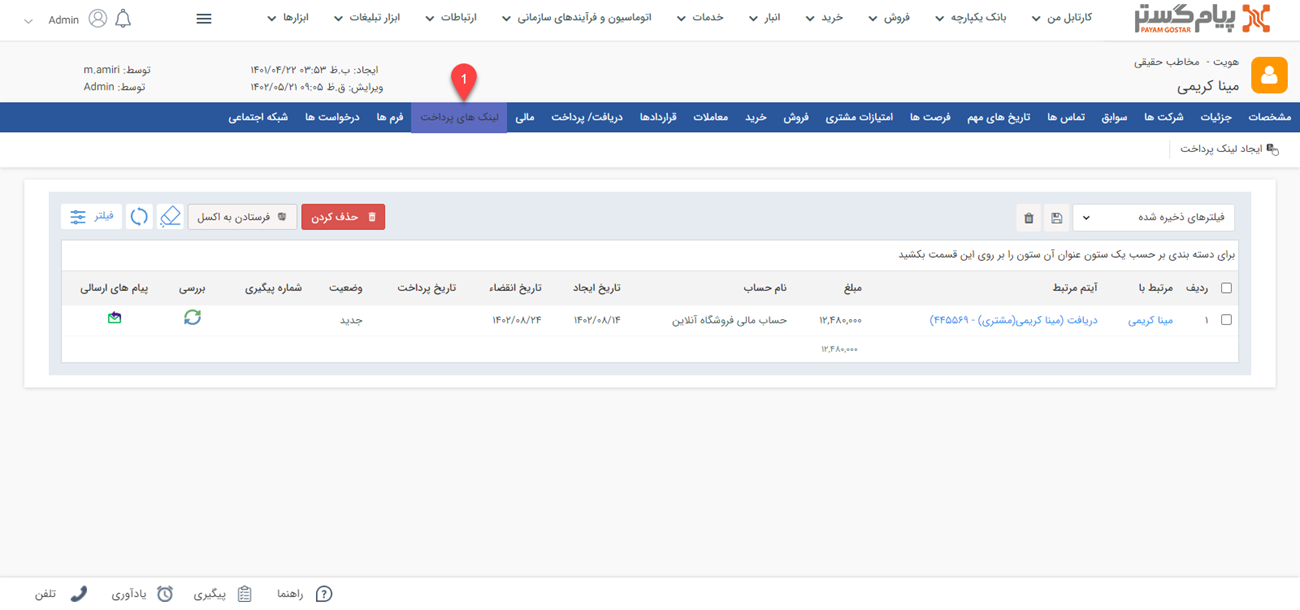 پیام گستر
PAYAM GOSTAR
کارتابل من
بانک یکپارچه
فروش
خرید
انبار
خدمات
اتوماسیون و فرآیندهای سازمانی
ارتباطات
ابزار تبلیغات
ابزارها
Admin
هویت - مخاطب حقیقی
مینا کریمی
ایجاد: ب.ظ ۰۳:۵۳ ۱۴۰۱/۰۴/۲۲
توسط: m.amiri
ویرایش: ق.ظ ۰۹:۰۵ ۱۴۰۲/۰۵/۲۱
توسط: Admin
1
مشخصات
جزئیات
شرکت ها
سوابق
تماس ها
تاریخ های مهم
فرصت ها
امتیازات مشتری
فروش
خرید
معاملات
قراردادها
دریافت/ پرداخت
مالی
لینک های پرداخت
فرم ها
درخواست ها
شبکه اجتماعی
ایجاد لینک پرداخت
فیلترهای ذخیره شده
حذف کردن
فرستادن به اکسل
فیلتر
برای دسته بندی بر حسب یک ستون عنوان آن ستون را بر روی این قسمت بکشید
ردیف
مرتبط با
آیتم مرتبط
مبلغ
نام حساب
تاریخ ایجاد
تاریخ انقضاء
تاریخ پرداخت
وضعیت
شماره پیگیری
بررسی
پیام های ارسالی
۱
مینا کریمی
دریافت (مینا کریمی(مشتری) - ۴۴۵۵۶۹)
۱۲,۴۸۰,۰۰۰
حساب مالی فروشگاه آنلاین
۱۴۰۲/۰۸/۱۴
۱۴۰۲/۰۸/۲۴
جدید
۱۲,۴۸۰,۰۰۰
راهنما
پیگیری
یادآوری
تلفن